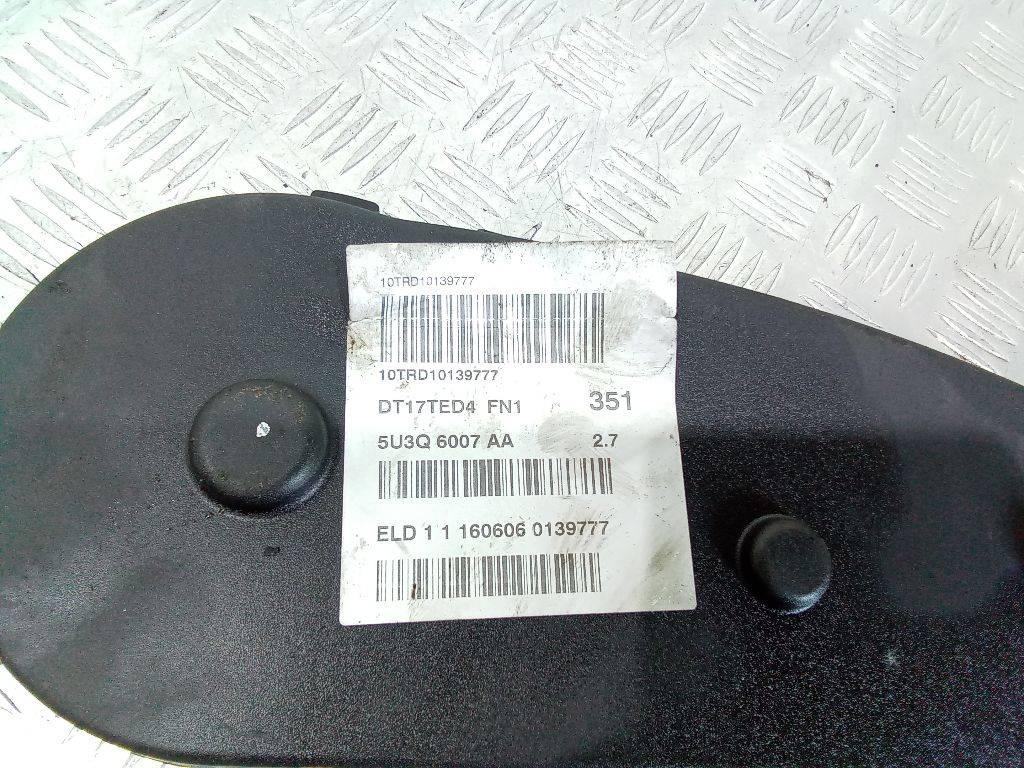 10TRD10139777
10TRD10139777
DT17TED4 FN1 351
5U3Q 6007 AA 2.7
ELD 1 1 160606 0139777